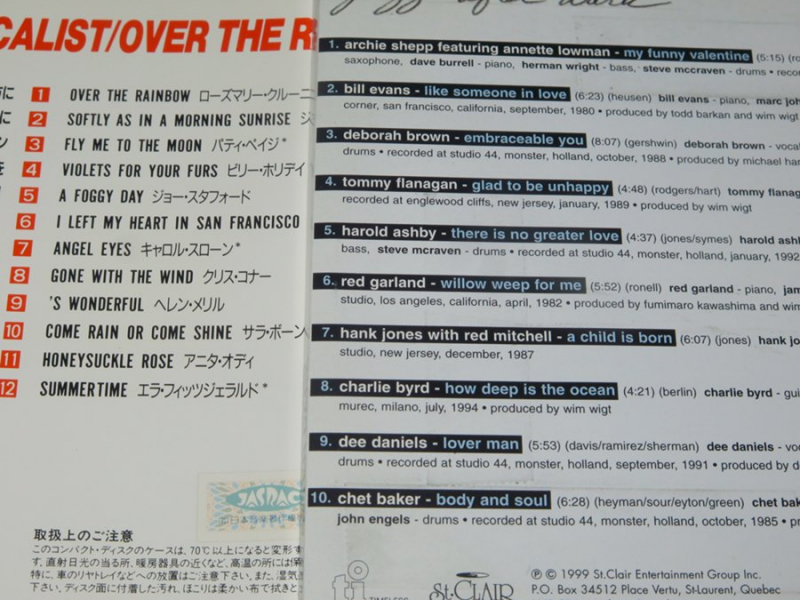 CALIST/OVER THE R
1 OVER THE RAINBOW ローズマリー・クルーニ
2 SOFTLY AS IN A MORNING SUNRISE
3 FLY ME TO THE MOON パティ・ペイジ*
4 VIOLETS FOR YOUR FURS ビリー・ホリデイ
5 A FOGGY DAY ジョー・スタフォード
6 I LEFT MY HEART IN SAN FRANCISCO
7 ANGEL EYES キャロル・スローン*
8 GONE WITH THE WIND クリス・コナー
9 'S WONDERFUL ヘレン・メリル
10 COME RAIN OR COME SHINE サラ・ボーン
11 HONEYSUCKLE ROSE アニタ・オデイ
12 SUMMERTIME エラ・フィッツジェラルド*
JASRAC
取扱上のご注意
このコンパクト・ディスクのケースは、70℃以上になると変形す
す。直射日光の当る所、暖房器具の近くなど、高温の所には保
特に、車のリヤトレイなどへの放置はご注意下さい。また、湿気
下さい。ディスク面に付着した汚れ、ほこりは柔かい布で拭きと
1. archie shepp featuring annette lowman - my funny valentine (5:15) (ro
saxophone, dave burrell - piano, herman wright - bass, steve mccraven - drums • reco
2. bill evans - like someone in love (6:23) (heusen) bill evans - piano, marc joh
corner, san francisco, california, september, 1980 • produced by todd barkan and wim wigt
3. deborah brown - embraceable you (8:07) (gershwin) deborah brown - voca
drums • recorded at studio 44, monster, holland, october, 1988 • produced by michael han
4. tommy flanagan - glad to be unhappy (4:48) (rodgers/hart) tommy flanag
recorded at englewood cliffs, new jersey, january, 1989 • produced by wim wigt
5. harold ashby - there is no greater love (4:37) (jones/symes) harold ashb
bass, steve mcraven - drums • recorded at studio 44, monster, holland, january, 1992
6. red garland - willow weep for me (5:52) (ronell) red garland - piano, jam
studio, los angeles, california, april, 1982 • produced by fumimaro kawashima and wim
7. hank jones with red mitchell - a child is born (6:07) (jones) hank jo
studio, new jersey, december, 1987
8. charlie byrd - how deep is the ocean (4:21) (berlin) charlie byrd - gui
murec, milano, july, 1994 • produced by wim wigt
9. dee daniels - lover man (5:53) (davis/ramirez/sherman) dee daniels - voc
drums • recorded at studio 44, monster, holland, september, 1991 • produced by d
10. chet baker - body and soul (6:28) (heyman/sour/eyton/green) chet bak
john engels - drums • recorded at studio 44, monster, holland, october, 1985 • pr
TIMELESS
St.CLAIR
℗ © 1999 St.Clair Entertainment Group Inc.
P.O. Box 34512 Place Vertu, St-Laurent, Quebec